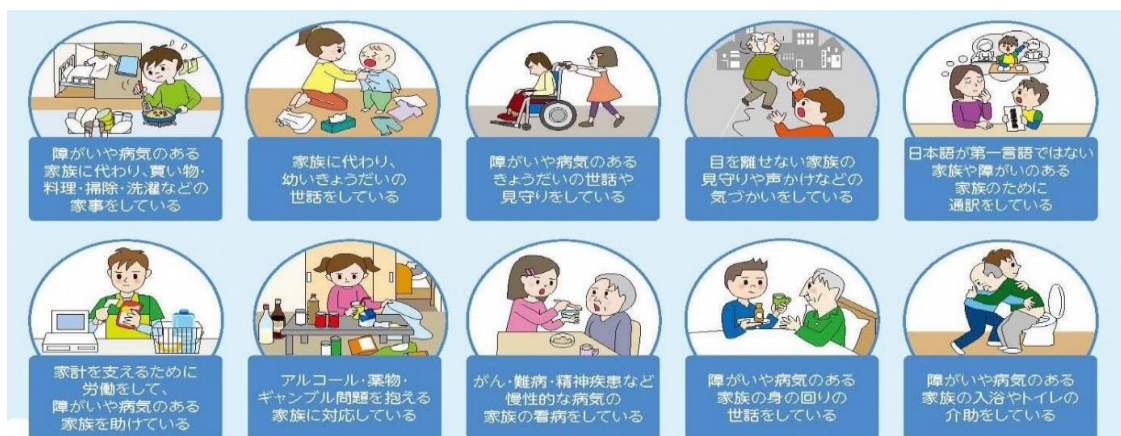 障がいや病気のある
家族に代わり、買い物・
料理・掃除・洗濯などの
家事をしている
家族に代わり、
幼いきょうだいの
世話をしている
障がいや病気のある
きょうだいの世話や
見守りをしている
目を離せない家族の
見守りや声かけなどの
気づかいをしている
日本語が第一言語ではない
家族や障がいのある
家族のために
通訳をしている
家計を支えるために
労働をして、
障がいや病気のある
家族を助けている
アルコール・薬物・
ギャンブル問題を抱える
家族に対応している
がん・難病・精神疾患など
慢性的な病気の
家族の看病をしている
障がいや病気のある
家族の身の回りの
世話をしている
障がいや病気のある
家族の入浴やトイレの
介助をしている